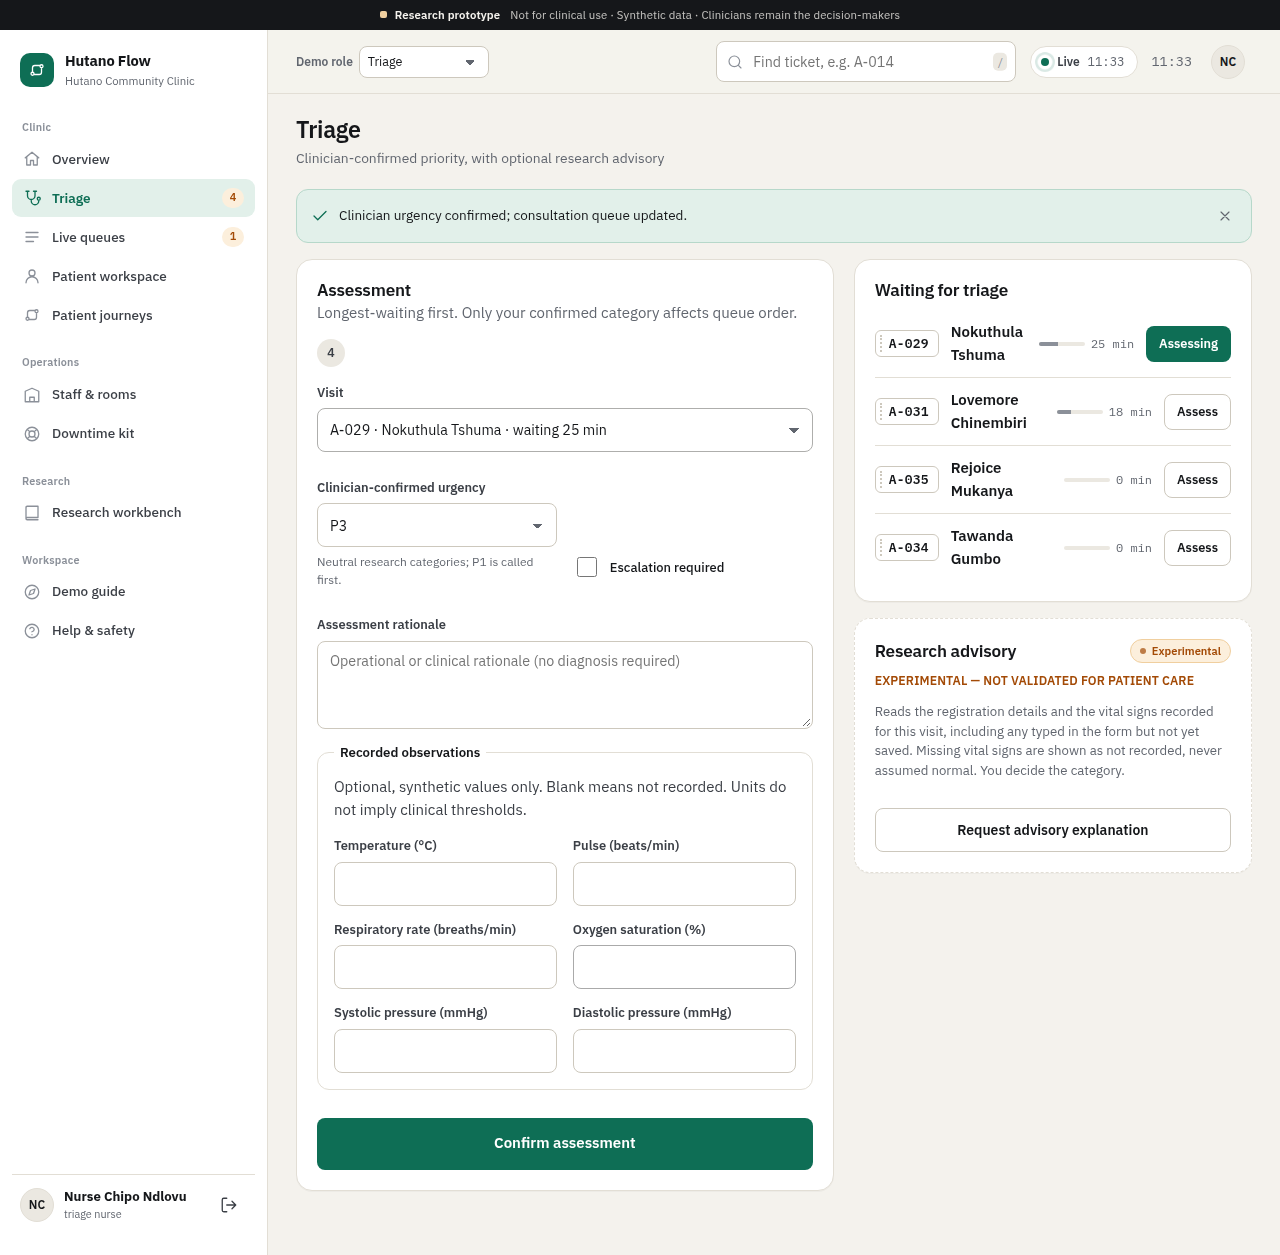 Research prototype Not for clinical use · Synthetic data · Clinicians remain the decision-makers
Hutano Flow
Hutano Community Clinic
Clinic
Overview
Triage 4
Live queues 1
Patient workspace
Patient journeys
Operations
Staff & rooms
Downtime kit
Research
Research workbench
Workspace
Demo guide
Help & safety
NC
Nurse Chipo Ndlovu
triage nurse
Demo role Triage
Find ticket, e.g. A-014 /
Live 11:33
11:33
NC
Triage
Clinician-confirmed priority, with optional research advisory
Clinician urgency confirmed; consultation queue updated.
Assessment
Longest-waiting first. Only your confirmed category affects queue order.
4
Visit
A-029 · Nokuthula Tshuma · waiting 25 min
Clinician-confirmed urgency
P3
Neutral research categories; P1 is called
first.
Escalation required
Assessment rationale
Operational or clinical rationale (no diagnosis required)
Recorded observations
Optional, synthetic values only. Blank means not recorded. Units do
not imply clinical thresholds.
Temperature (°C)
Pulse (beats/min)
Respiratory rate (breaths/min)
Oxygen saturation (%)
Systolic pressure (mmHg)
Diastolic pressure (mmHg)
Confirm assessment
Waiting for triage
A-029
Nokuthula
Tshuma
25 min
Assessing
A-031
Lovemore
Chinembiri
18 min
Assess
A-035
Rejoice
Mukanya
0 min
Assess
A-034
Tawanda
Gumbo
0 min
Assess
Research advisory
Experimental
EXPERIMENTAL — NOT VALIDATED FOR PATIENT CARE
Reads the registration details and the vital signs recorded
for this visit, including any typed in the form but not yet
saved. Missing vital signs are shown as not recorded, never
assumed normal. You decide the category.
Request advisory explanation